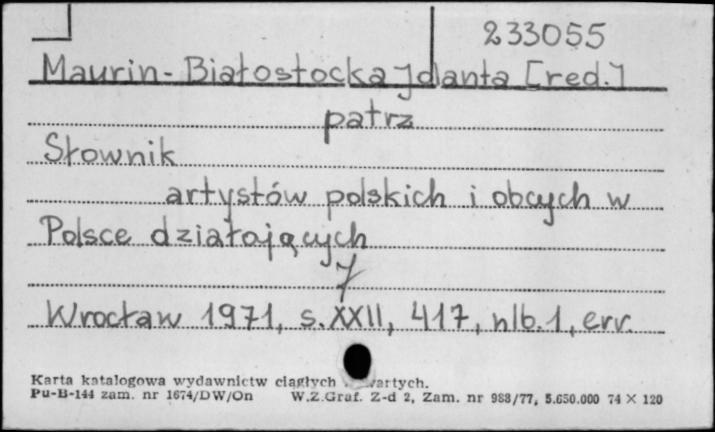 233055
Maurin-Białostocka Jolanta [red.]
patrz
Słownik
artystów polskich i obcych w
Polsce działających
Wrocław 1971, s. XXII, 417, nlb. 1, err.
Karta katalogowa wydawnictw ciągłych
Pu-B-144 zam. nr 1674/DW/On W.Z.Graf. Z-d 2, Zam. nr 988/77, 5.650.000 74 × 120